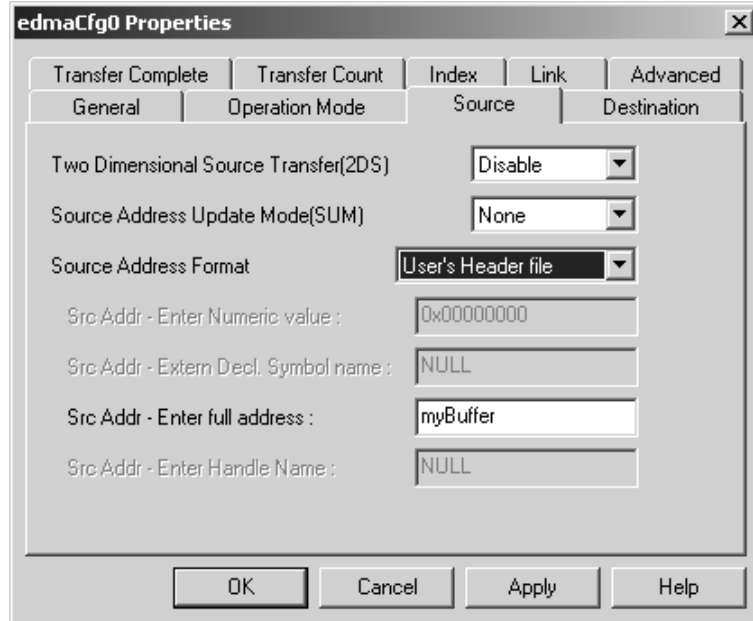 edmaCfg0 Properties
Transfer Complete Transfer Count Index Link Advanced
General Operation Mode Source Destination
Two Dimensional Source Transfer(2DS) Disable
Source Address Update Mode(SUM) None
Source Address Format User's Header file
Src Addr - Enter Numeric value : 0x00000000
Src Addr - Extern Decl. Symbol name : NULL
Src Addr - Enter full address : myBuffer
Src Addr - Enter Handle Name : NULL
OK Cancel Apply Help